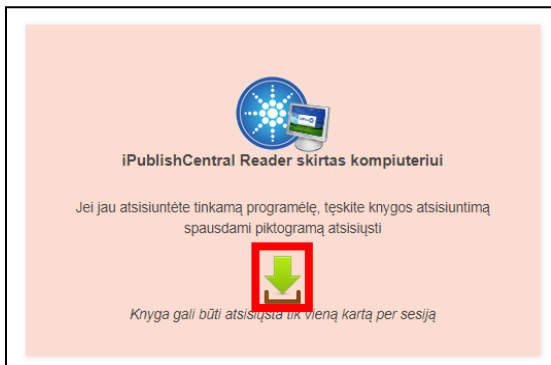 iPublishCentral Reader skirtas kompiuteriui
Jei jau atsisiuntėte tinkamą programėlę, tęskite knygos atsisiuntimą
spausdami piktogramą atsisiųsti
Knyga gali būti atsisiųsta tik vieną kartą per sesiją